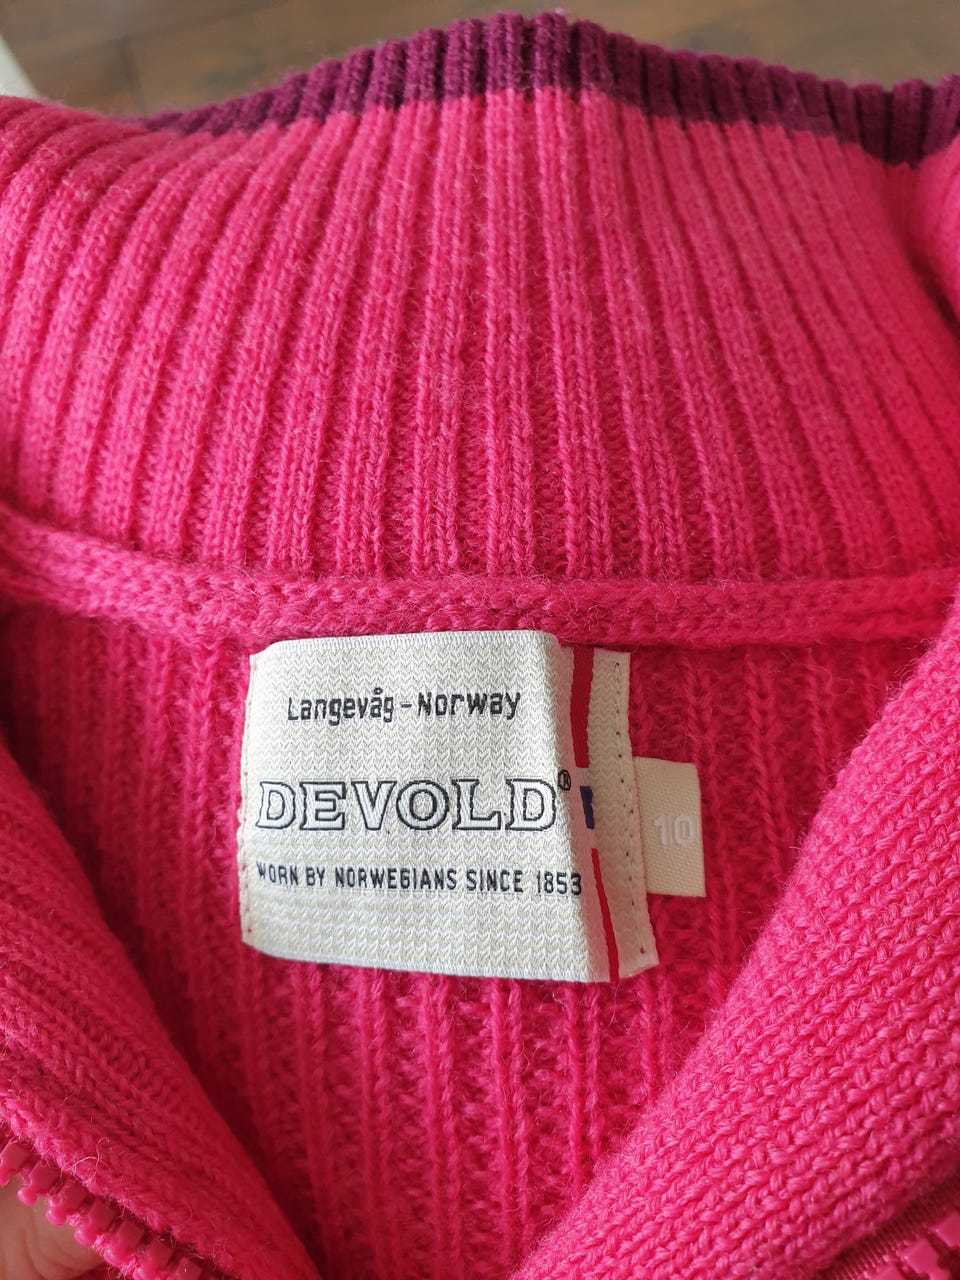 Langevåg - Norway
DEVOLD®
WORN BY NORWEGIANS SINCE 1853
10